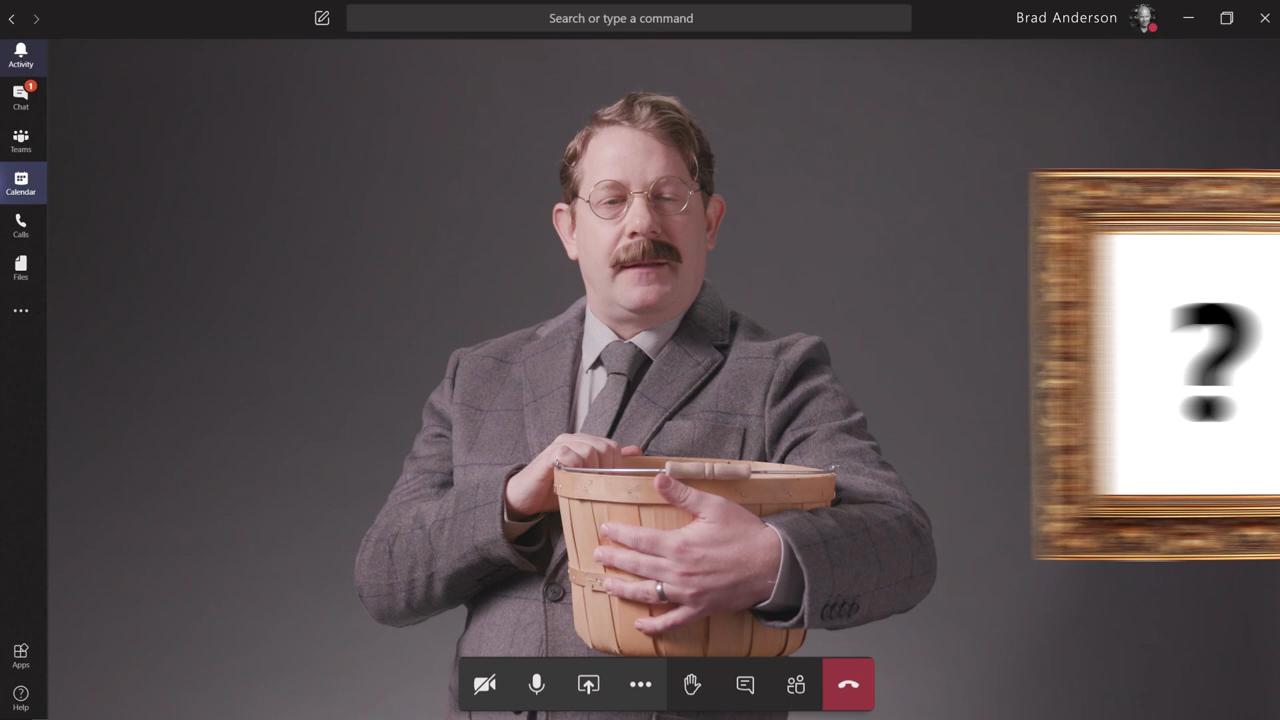 Search or type a command
Brad Anderson
Activity
1
Chat
Teams
Calendar
Calls
Files
?
Apps
Help